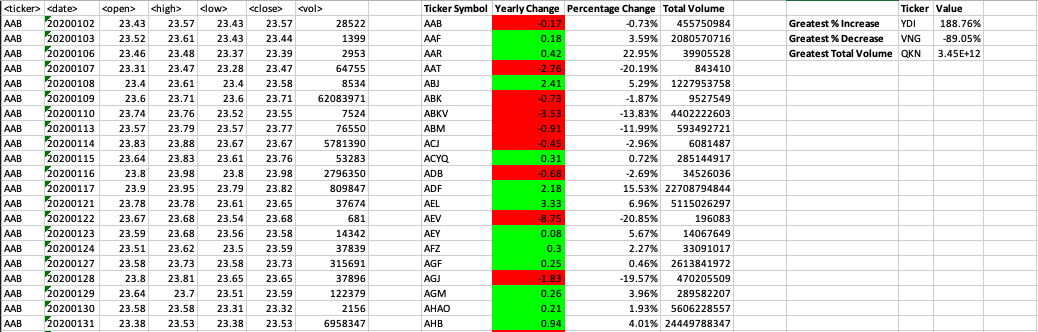 <ticker> <date> <open> <high> <low> <close> <vol> Ticker Symbol Yearly Change Percentage Change Total Volume Ticker Value
AAB 20200102 23.43 23.57 23.43 23.57 28522 AAB -0.17 -0.73% 455750984 Greatest % Increase YDI 188.76%
AAB 20200103 23.52 23.61 23.43 23.44 1399 AAF 0.18 3.59% 2080570716 Greatest % Decrease VNG -89.05%
AAB 20200106 23.46 23.48 23.37 23.39 2953 AAR 0.42 22.95% 39905528 Greatest Total Volume QKN 3.45E+12
AAB 20200107 23.31 23.47 23.28 23.47 64755 AAT -2.76 -20.19% 843410
AAB 20200108 23.4 23.61 23.4 23.58 8534 ABJ 2.41 5.29% 1227953758
AAB 20200109 23.6 23.71 23.6 23.71 62083971 ABK -0.73 -1.87% 9527549
AAB 20200110 23.74 23.76 23.52 23.55 7524 ABKV -3.53 -13.83% 4402222603
AAB 20200113 23.57 23.79 23.57 23.77 76550 ABM -0.91 -11.99% 593492721
AAB 20200114 23.83 23.88 23.67 23.67 5781390 ACJ -0.45 -2.96% 6081487
AAB 20200115 23.64 23.83 23.61 23.76 53283 ACYQ 0.31 0.72% 285144917
AAB 20200116 23.8 23.98 23.8 23.98 2796350 ADB -0.68 -2.69% 34526036
AAB 20200117 23.9 23.95 23.79 23.82 809847 ADF 2.18 15.53% 22708794844
AAB 20200121 23.78 23.78 23.61 23.65 37674 AEL 3.33 6.96% 5115026297
AAB 20200122 23.67 23.68 23.54 23.68 681 AEV -8.75 -20.85% 196083
AAB 20200123 23.59 23.68 23.56 23.58 14342 AEY 0.08 5.67% 14067649
AAB 20200124 23.51 23.62 23.5 23.59 37839 AFZ 0.3 2.27% 33091017
AAB 20200127 23.58 23.73 23.58 23.73 315691 AGF 0.25 0.46% 2613841972
AAB 20200128 23.8 23.81 23.65 23.65 37896 AGJ -1.83 -19.57% 470205509
AAB 20200129 23.64 23.7 23.51 23.59 122379 AGM 0.26 3.96% 289582207
AAB 20200130 23.58 23.58 23.31 23.32 2156 AHAO 0.21 1.93% 5606228557
AAB 20200131 23.38 23.53 23.38 23.53 6958347 AHB 0.94 4.01% 24449788347